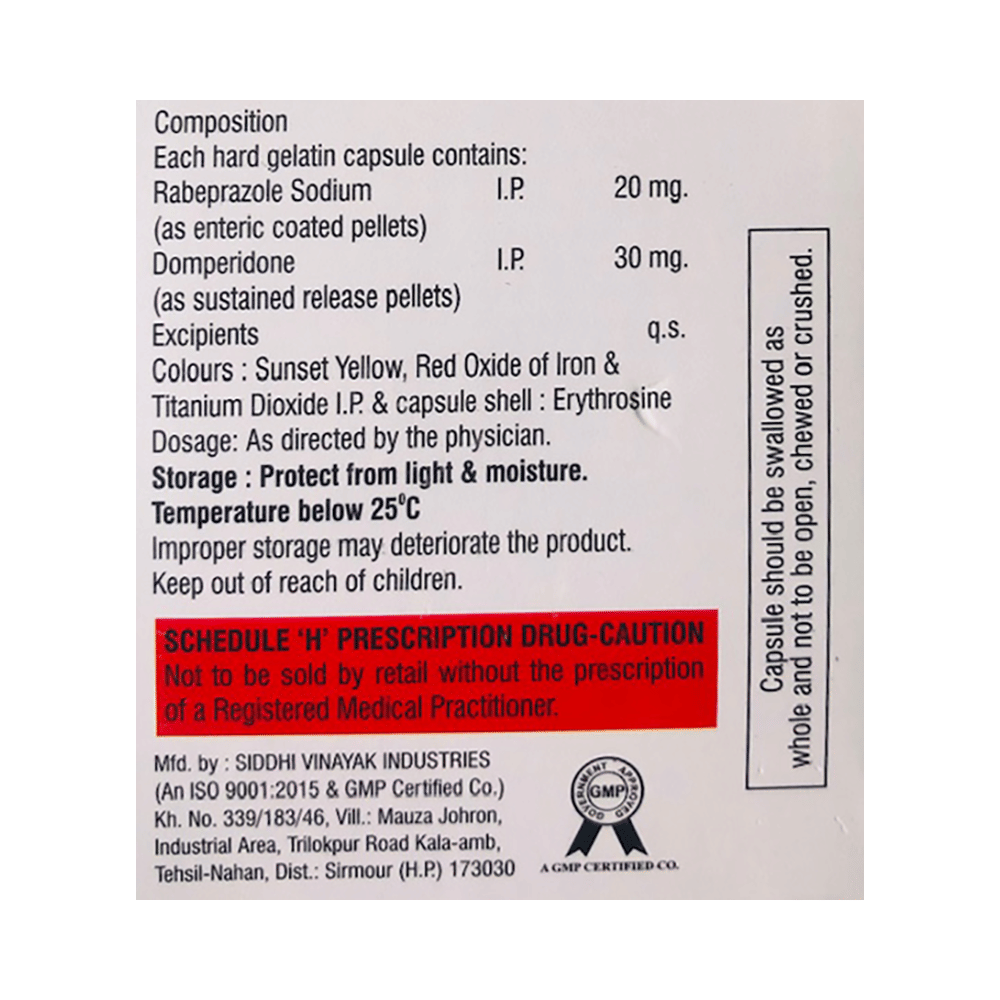 Composition
Each hard gelatin capsule contains:
Rabeprazole Sodium I.P. 20 mg.
(as enteric coated pellets)
Domperidone I.P. 30 mg.
(as sustained release pellets)
Excipients q.s.
Colours : Sunset Yellow, Red Oxide of Iron &
Titanium Dioxide I.P. & capsule shell : Erythrosine
Dosage: As directed by the physician.
Storage : Protect from light & moisture.
Temperature below 25⁰C
Improper storage may deteriorate the product.
Keep out of reach of children.
SCHEDULE ‘H’ PRESCRIPTION DRUG-CAUTION
Not to be sold by retail without the prescription
of a Registered Medical Practitioner.
Mfd. by : SIDDHI VINAYAK INDUSTRIES
(An ISO 9001:2015 & GMP Certified Co.)
Kh. No. 339/183/46, Vill.: Mauza Johron,
Industrial Area, Trilokpur Road Kala-amb,
Tehsil-Nahan, Dist.: Sirmour (H.P.) 173030
GOVERNMENT APPROVED
GMP
A GMP CERTIFIED CO.
Capsule should be swallowed as
whole and not to be open, chewed or crushed.